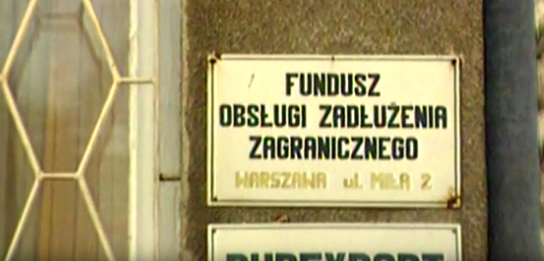 FUNDUSZ
OBSŁUGI ZADŁUŻENIA
ZAGRANICZNEGO
WARSZAWA ul. MIŁA 2